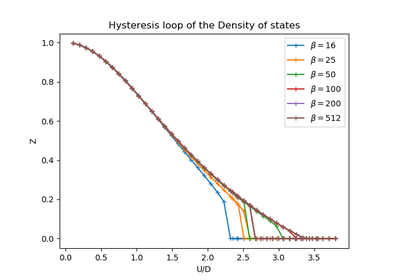 Hysteresis loop of the Density of states
1.0
0.8
0.6
0.4
0.2
0.0
Z
β = 16
β = 25
β = 50
β = 100
β = 200
β = 512
0.0 0.5 1.0 1.5 2.0 2.5 3.0 3.5
U/D